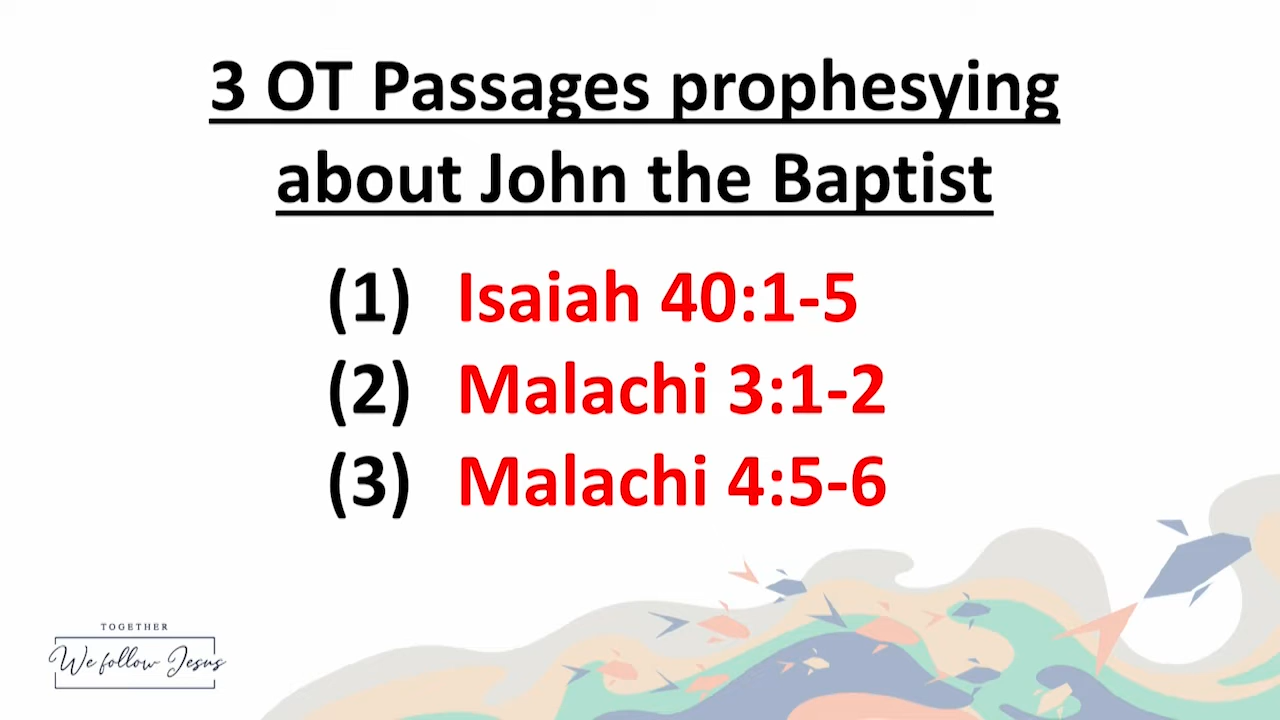 3 OT Passages prophesying
about John the Baptist
(1) Isaiah 40:1-5
(2) Malachi 3:1-2
(3) Malachi 4:5-6
TOGETHER
We follow Jesus